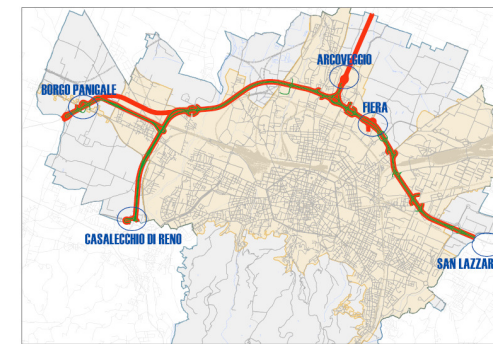 ARCOVEGGIO
BORGO PANIGALE
FIERA
CASALECCHIO DI RENO
SAN LAZZAR